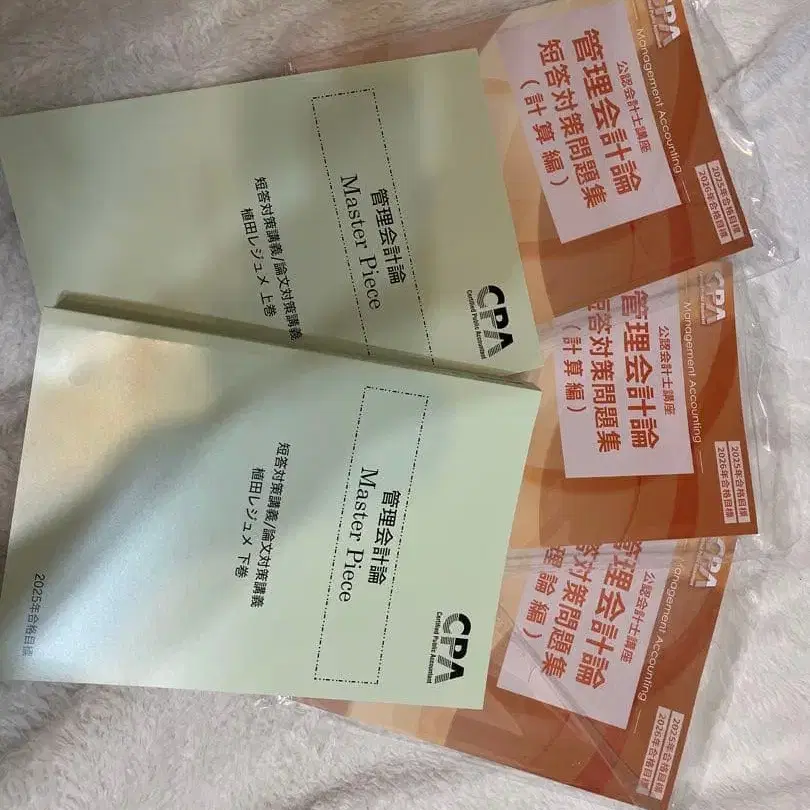 CPA
Certified Public Accountant
管理会計論
Master Piece
短答対策講義/論文対策講義
植田レジュメ 上巻
CPA
Certified Public Accountant
管理会計論
Master Piece
短答対策講義/論文対策講義
植田レジュメ 下巻
2025年合格目標
CPA
Management Accounting
公認会計士講座
管理会計論
短答対策問題集
(計算編)
2025年合格目標
2026年合格目標
CPA
Management Accounting
公認会計士講座
管理会計論
短答対策問題集
(計算編)
2025年合格目標
2026年合格目標
CPA
Management Accounting
公認会計士講座
管理会計論
答対策問題集
理論編)
2025年合格目標
2026年合格目標